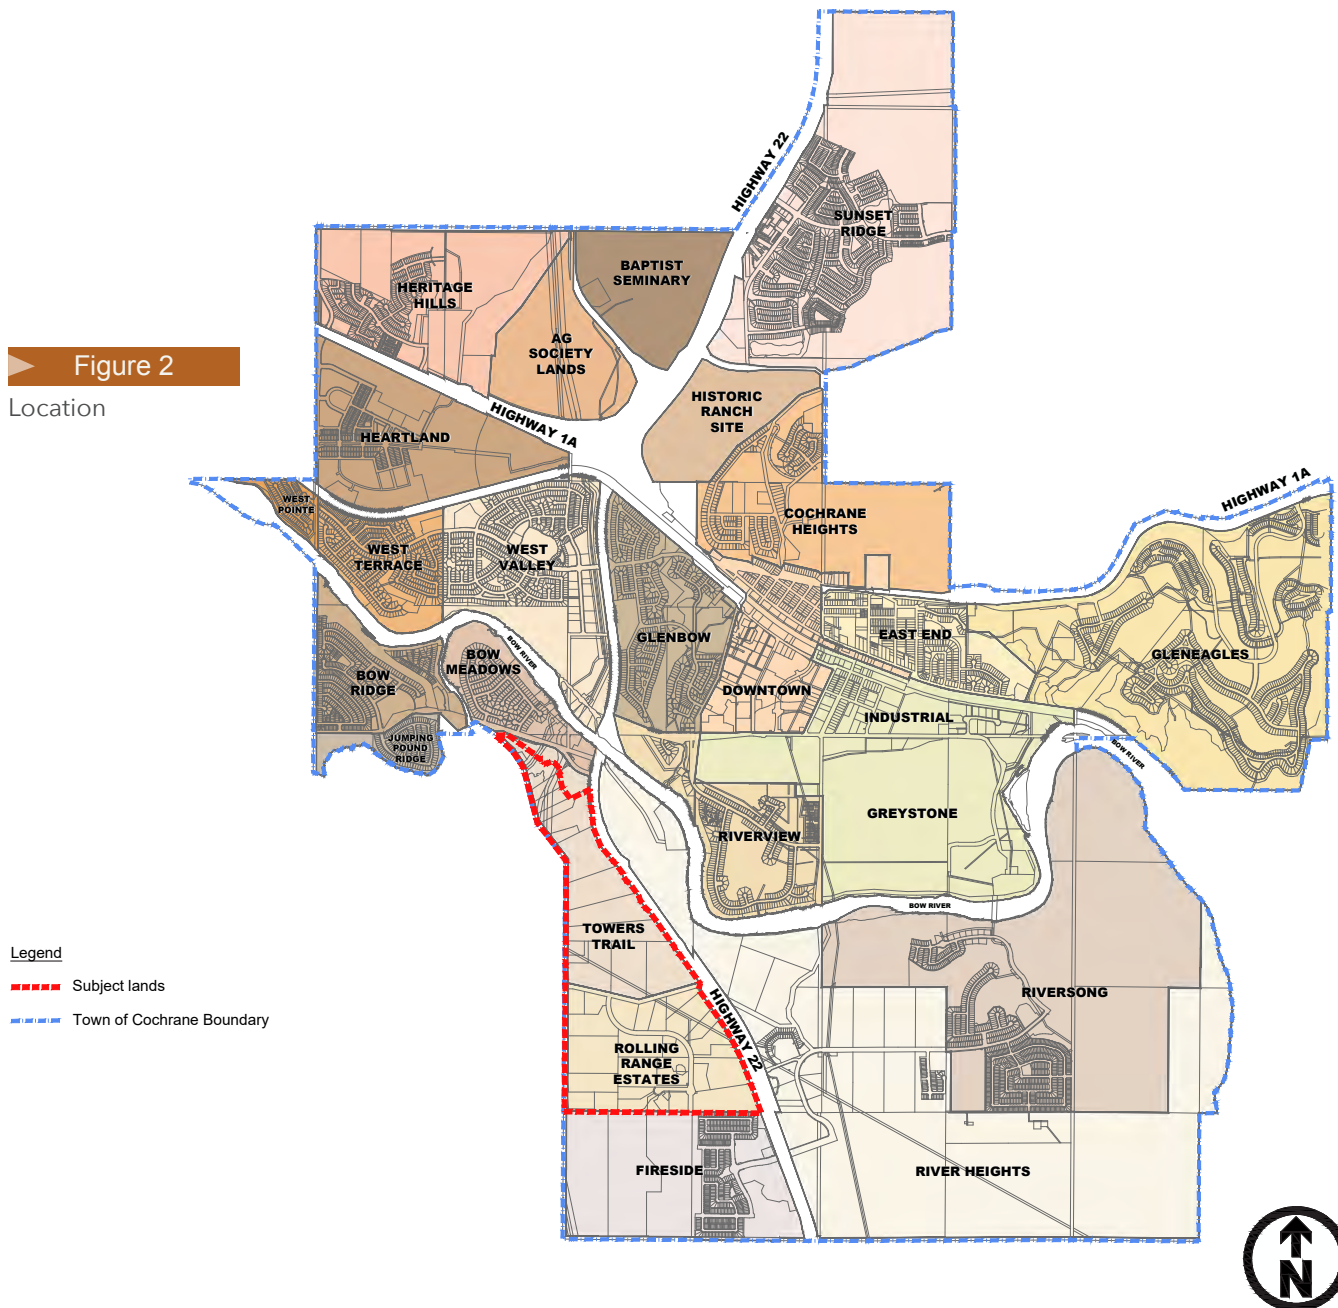 HIGHWAY 22
SUNSET
RIDGE
BAPTIST
SEMINARY
HERITAGE
HILLS
AG
SOCIETY
LANDS
Figure 2
Location
HISTORIC
RANCH
SITE
HIGHWAY 1A
HEARTLAND
HIGHWAY 1A
WEST
POINTE
COCHRANE
HEIGHTS
WEST
TERRACE
WEST
VALLEY
GLENBOW
EAST END
GLENEAGLES
BOW RIVER
BOW
MEADOWS
BOW
RIDGE
DOWNTOWN
INDUSTRIAL
JUMPING
POUND
RIDGE
BOW RIVER
GREYSTONE
RIVERVIEW
BOW RIVER
TOWERS
TRAIL
Legend
Subject lands
Town of Cochrane Boundary
RIVERSONG
HIGHWAY 22
ROLLING
RANGE
ESTATES
FIRESIDE
RIVER HEIGHTS
N